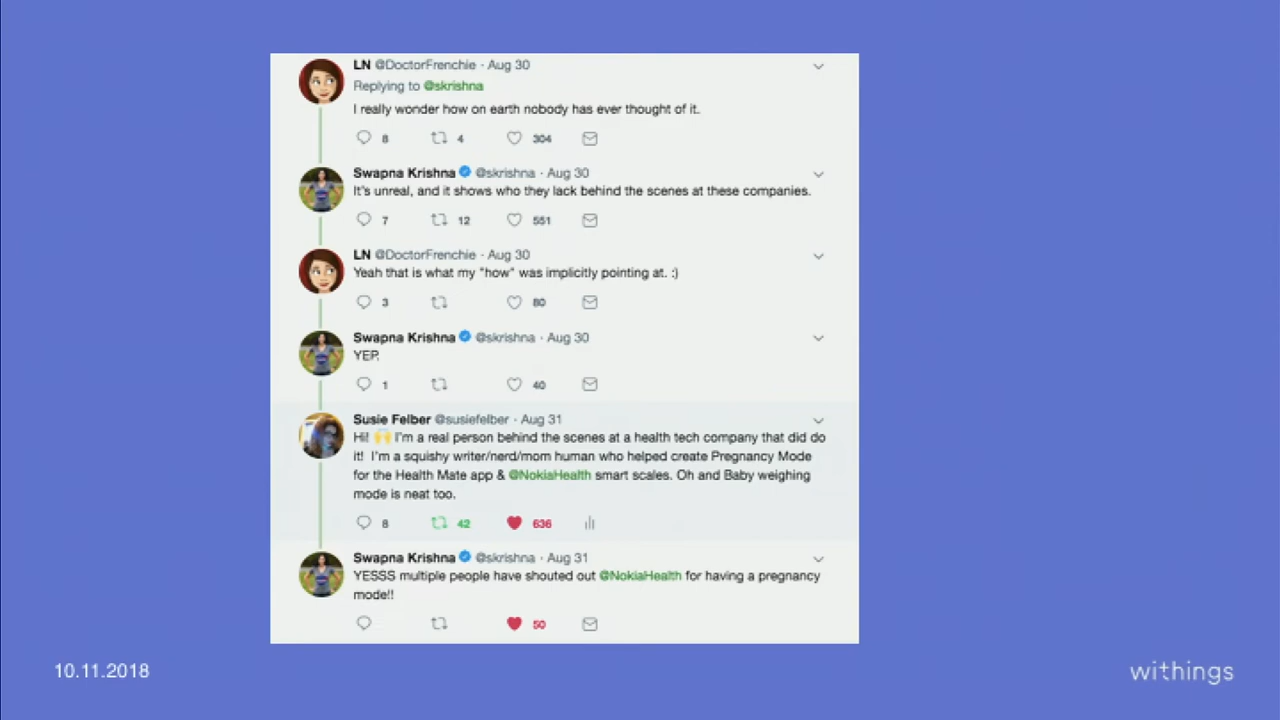 LN @DoctorFrenchie · Aug 30
Replying to @skrishna
I really wonder how on earth nobody has ever thought of it.
8 4 304
Swapna Krishna @skrishna · Aug 30
It's unreal, and it shows who they lack behind the scenes at these companies.
7 12 551
LN @DoctorFrenchie · Aug 30
Yeah that is what my "how" was implicitly pointing at. :)
3 80
Swapna Krishna @skrishna · Aug 30
YEP.
1 40
Susie Felber @susiefelber · Aug 31
Hi! 🙌 I'm a real person behind the scenes at a health tech company that did do
it! I'm a squishy writer/nerd/mom human who helped create Pregnancy Mode
for the Health Mate app & @NokiaHealth smart scales. Oh and Baby weighing
mode is neat too.
8 42 636
Swapna Krishna @skrishna · Aug 31
YESSS multiple people have shouted out @NokiaHealth for having a pregnancy
mode!!
50
10.11.2018
withings